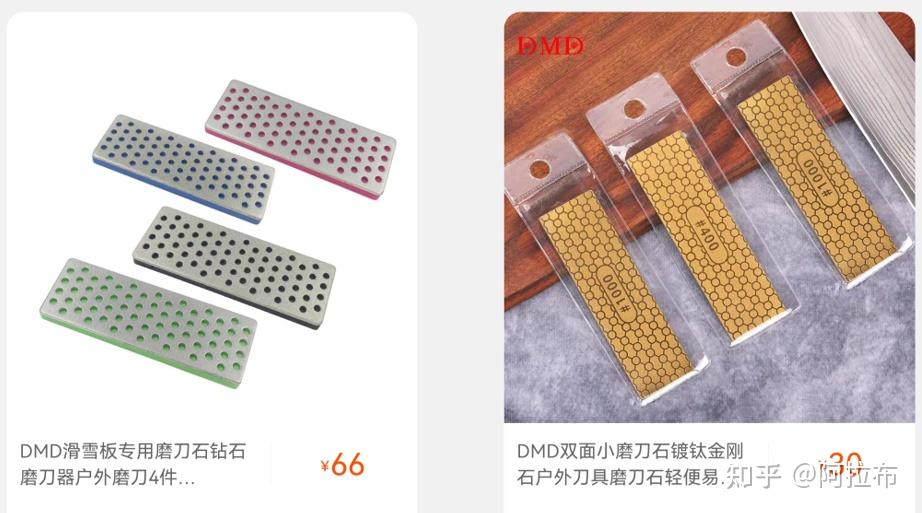 DMD
#1000
#400
#1000
DMD滑雪板专用磨刀石钻石
磨刀器户外磨刀4件...
¥66
DMD双面小磨刀石镀钛金刚
石户外刀具磨刀石轻便易...
30
知乎 @阿拉布